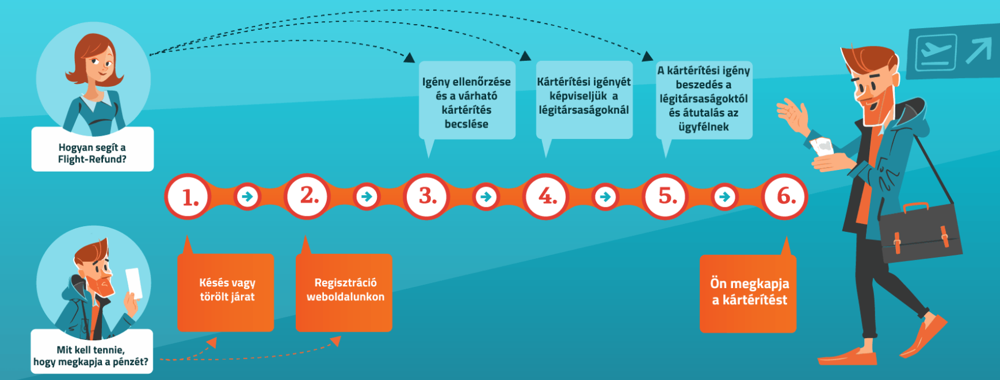 Hogyan segít a
Flight-Refund?
Igény ellenőrzése
és a várható
kártérítés
becslése
Kártérítési igényét
képviseljük a
légitársaságoknál
A kártérítési igény
beszedés a
légitársaságoktól
és átutalás az
ügyfélnek
1.
2.
3.
4.
5.
6.
Késés vagy
törölt járat
Regisztráció
weboldalunkon
Ön megkapja
a kártérítést
Mit kell tennie,
hogy megkapja a pénzét?